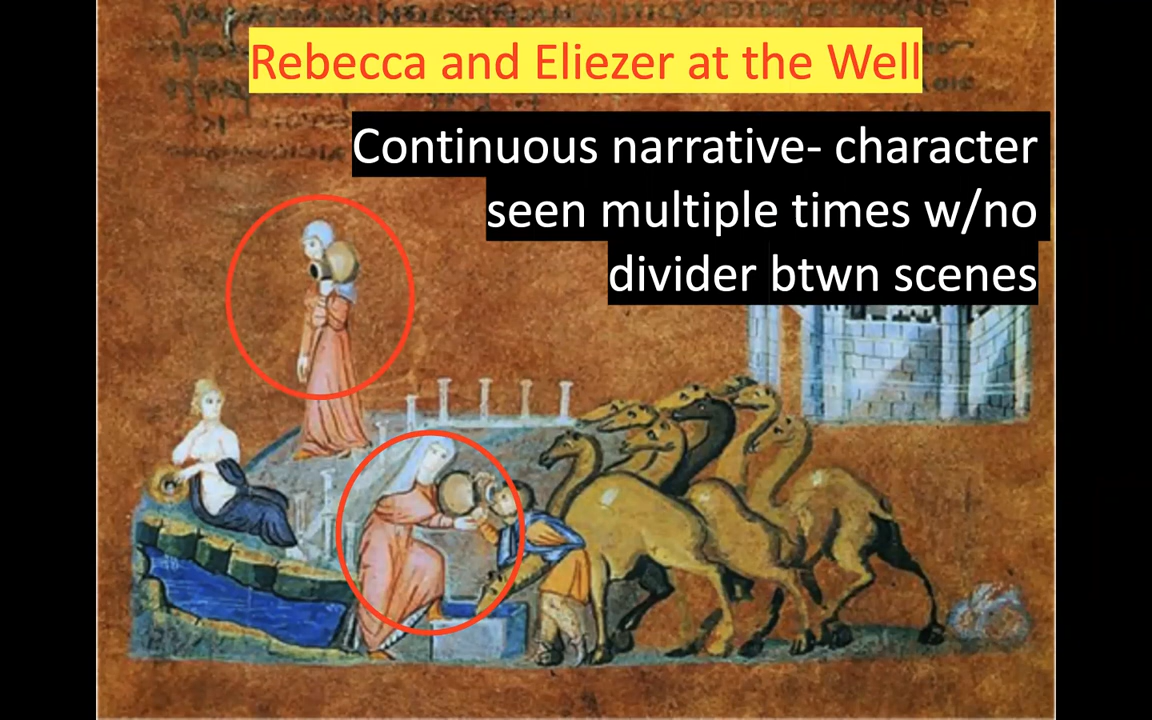 Rebecca and Eliezer at the Well
Continuous narrative- character
seen multiple times w/no
divider btwn scenes